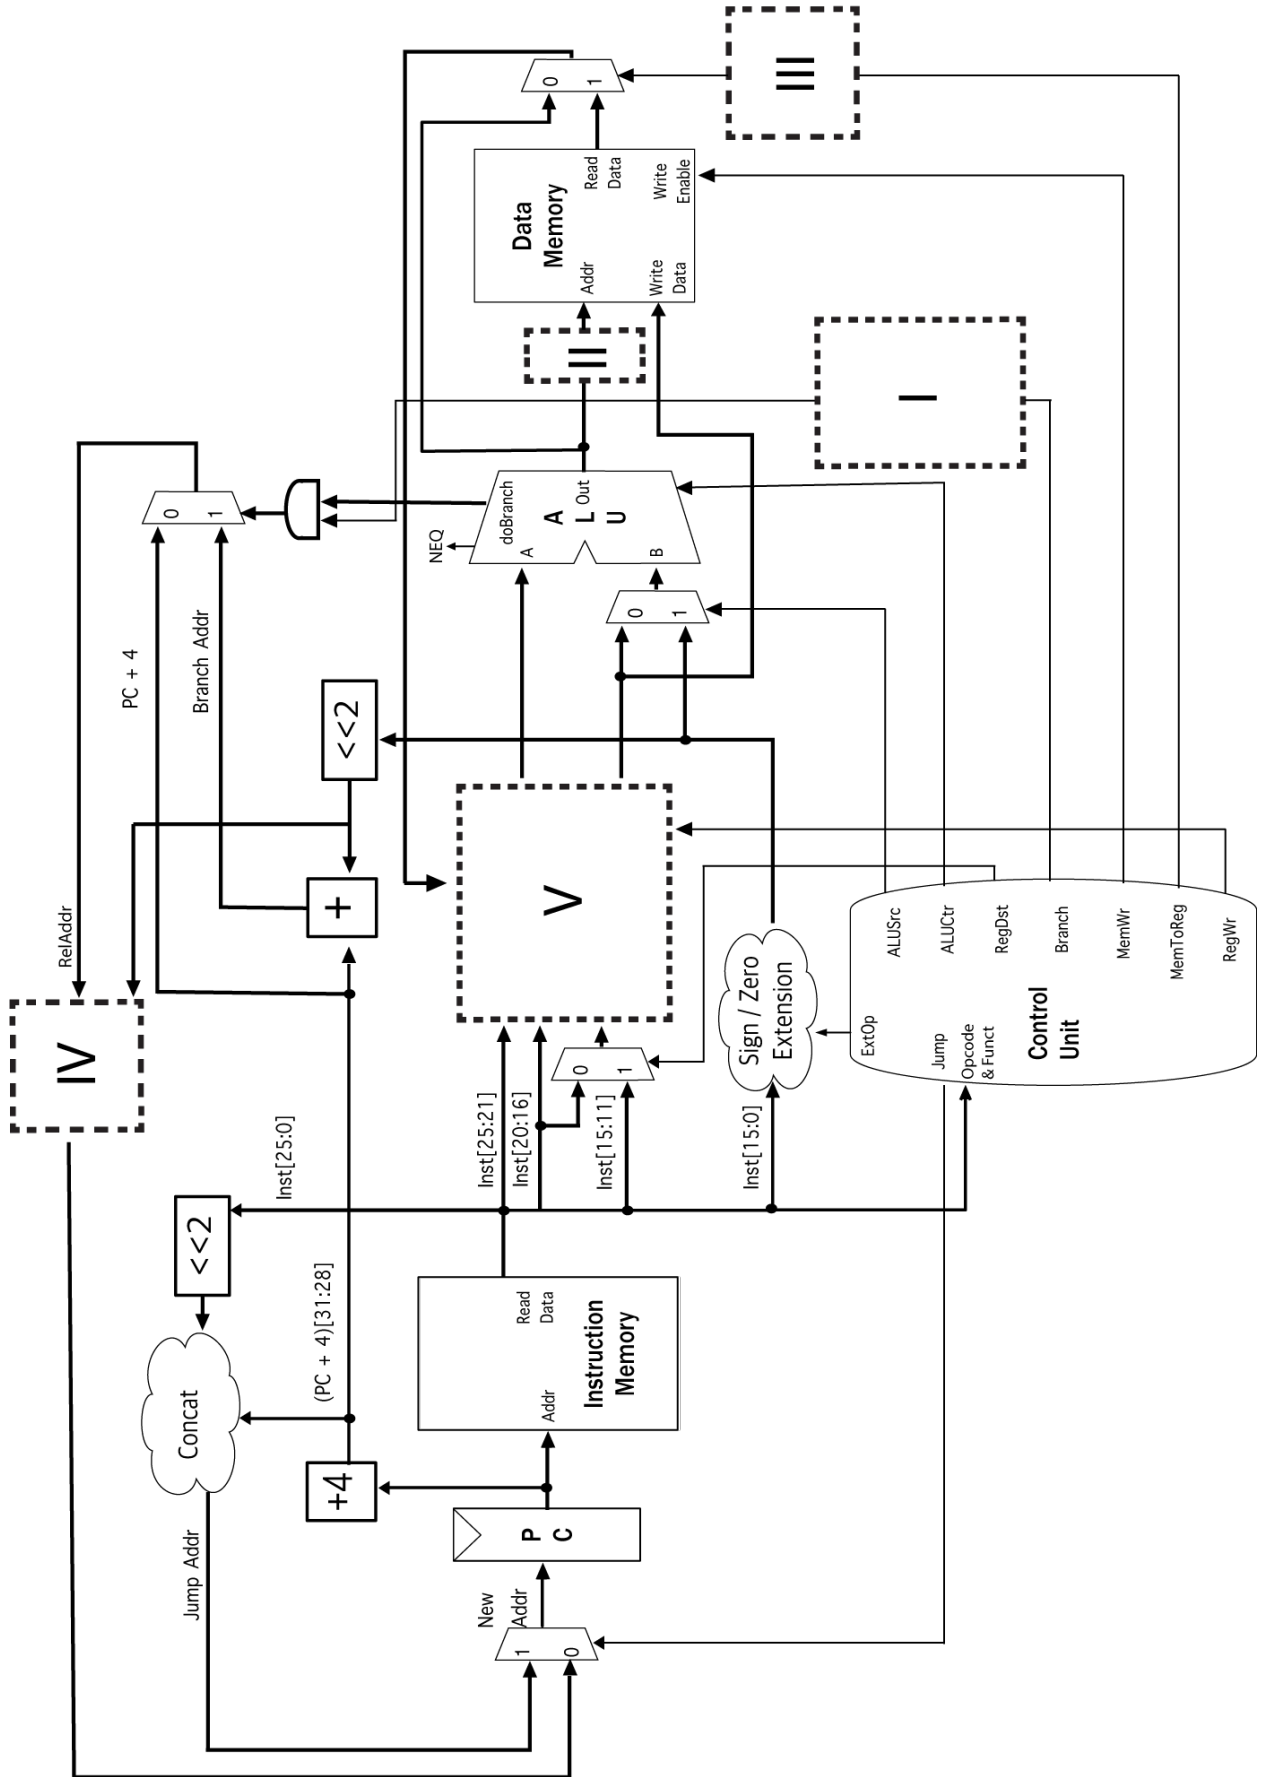 New
Addr
1
0
P
C
+4
Jump Addr
Concat
<<2
(PC + 4)[31:28]
Inst[25:0]
Addr
Read
Data
Instruction
Memory
Inst[25:21]
Inst[20:16]
Inst[15:11]
Inst[15:0]
0
1
IV
RelAddr
V
Sign / Zero
Extension
+
<<2
PC + 4
Branch Addr
0
1
0
1
NEQ
doBranch
A
B
A
L
U
Out
II
I
III
Addr
Data
Memory
Read
Data
Write
Data
Write
Enable
0
1
ExtOp
Jump
Opcode
& Funct
Control
Unit
ALUSrc
ALUCtr
RegDst
Branch
MemWr
MemToReg
RegWr